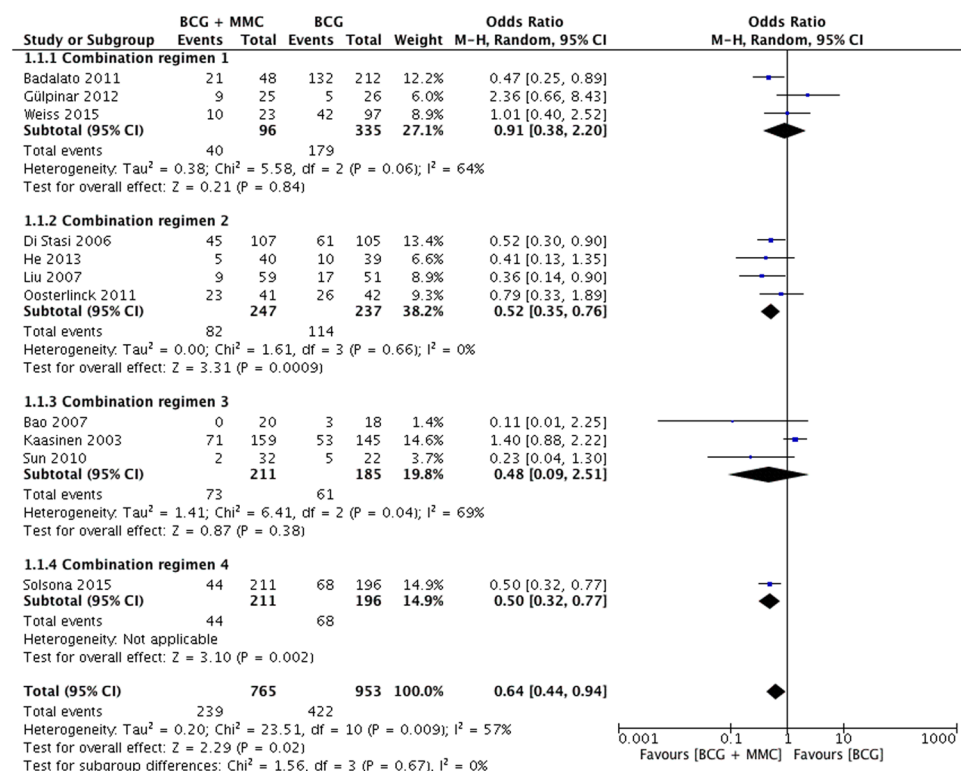 BCG + MMC BCG Odds Ratio Odds Ratio
Study or Subgroup Events Total Events Total Weight M-H, Random, 95% CI M-H, Random, 95% CI
1.1.1 Combination regimen 1
Badalato 2011 21 48 132 212 12.2% 0.47 [0.25, 0.89]
Gülpinar 2012 9 25 5 26 6.0% 2.36 [0.66, 8.43]
Weiss 2015 10 23 42 97 8.9% 1.01 [0.40, 2.52]
Subtotal (95% CI) 96 335 27.1% 0.91 [0.38, 2.20]
Total events 40 179
Heterogeneity: Tau² = 0.38; Chi² = 5.58, df = 2 (P = 0.06); I² = 64%
Test for overall effect: Z = 0.21 (P = 0.84)
1.1.2 Combination regimen 2
Di Stasi 2006 45 107 61 105 13.4% 0.52 [0.30, 0.90]
He 2013 5 40 10 39 6.6% 0.41 [0.13, 1.35]
Liu 2007 9 59 17 51 8.9% 0.36 [0.14, 0.90]
Oosterlinck 2011 23 41 26 42 9.3% 0.79 [0.33, 1.89]
Subtotal (95% CI) 247 237 38.2% 0.52 [0.35, 0.76]
Total events 82 114
Heterogeneity: Tau² = 0.00; Chi² = 1.61, df = 3 (P = 0.66); I² = 0%
Test for overall effect: Z = 3.31 (P = 0.0009)
1.1.3 Combination regimen 3
Bao 2007 0 20 3 18 1.4% 0.11 [0.01, 2.25]
Kaasinen 2003 71 159 53 145 14.6% 1.40 [0.88, 2.22]
Sun 2010 2 32 5 22 3.7% 0.23 [0.04, 1.30]
Subtotal (95% CI) 211 185 19.8% 0.48 [0.09, 2.51]
Total events 73 61
Heterogeneity: Tau² = 1.41; Chi² = 6.41, df = 2 (P = 0.04); I² = 69%
Test for overall effect: Z = 0.87 (P = 0.38)
1.1.4 Combination regimen 4
Solsona 2015 44 211 68 196 14.9% 0.50 [0.32, 0.77]
Subtotal (95% CI) 211 196 14.9% 0.50 [0.32, 0.77]
Total events 44 68
Heterogeneity: Not applicable
Test for overall effect: Z = 3.10 (P = 0.002)
Total (95% CI) 765 953 100.0% 0.64 [0.44, 0.94]
Total events 239 422
Heterogeneity: Tau² = 0.20; Chi² = 23.51, df = 10 (P = 0.009); I² = 57%
Test for overall effect: Z = 2.29 (P = 0.02)
Test for subgroup differences: Chi² = 1.56, df = 3 (P = 0.67), I² = 0%
0.001 0.1 1 10 1000
Favours [BCG + MMC] Favours [BCG]